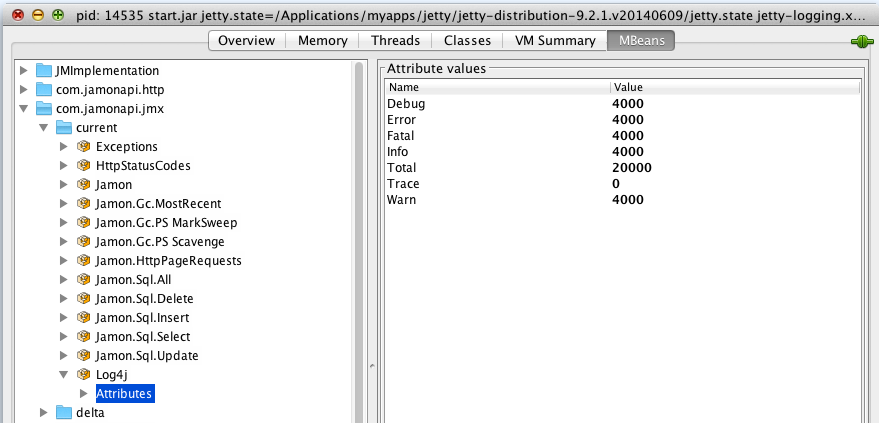 pid: 14535 start.jar jetty.state=/Applications/myapps/jetty/jetty-distribution-9.2.1.v20140609/jetty.state jetty-logging.x...
Overview Memory Threads Classes VM Summary MBeans
JMImplementation
com.jamonapi.http
com.jamonapi.jmx
current
Exceptions
HttpStatusCodes
Jamon
Jamon.Gc.MostRecent
Jamon.Gc.PS MarkSweep
Jamon.Gc.PS Scavenge
Jamon.HttpPageRequests
Jamon.Sql.All
Jamon.Sql.Delete
Jamon.Sql.Insert
Jamon.Sql.Select
Jamon.Sql.Update
Log4j
Attributes
delta
Attribute values
Name Value
Debug 4000
Error 4000
Fatal 4000
Info 4000
Total 20000
Trace 0
Warn 4000